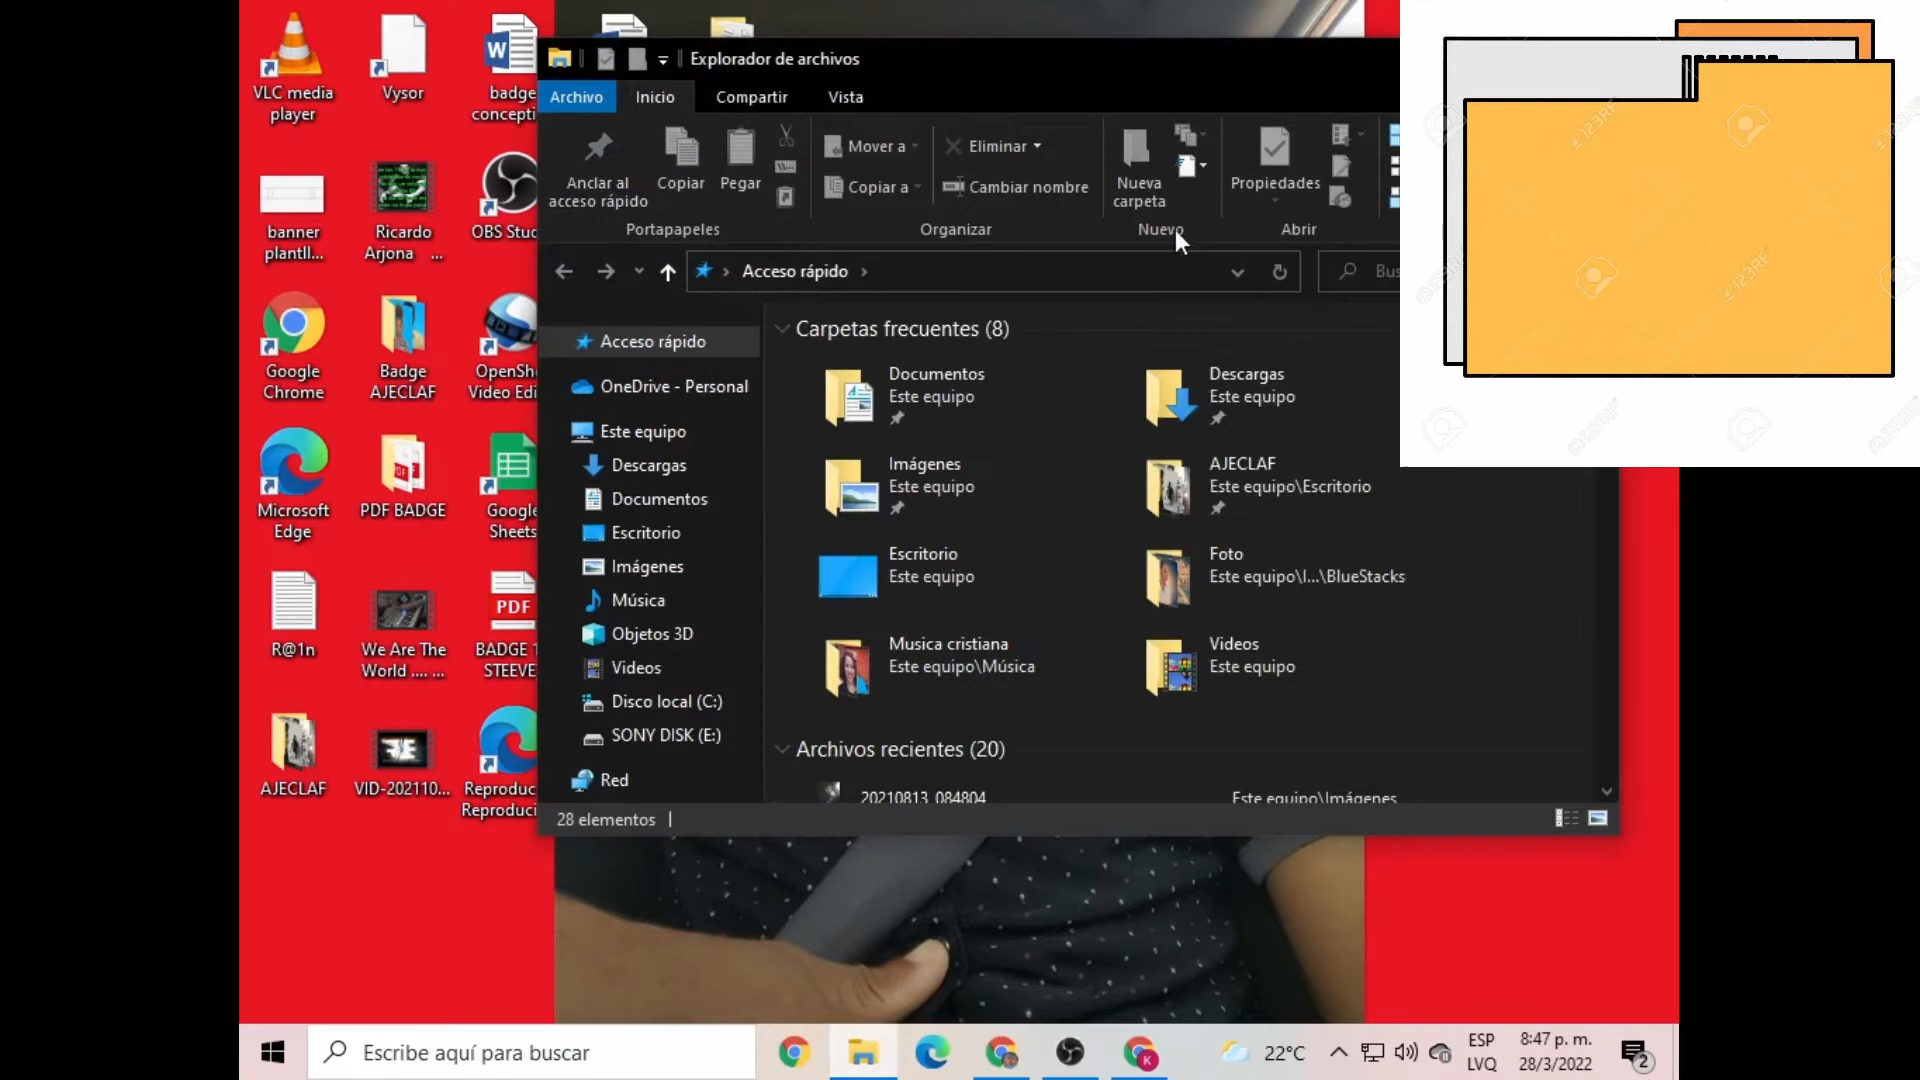 VLC media
player
Vysor
badge
concepti
banner
plantll...
Ricardo
Arjona ...
OBS Stud
Google
Chrome
Badge
AJECLAF
OpenSh
Video Edi
Microsoft
Edge
PDF BADGE
Google
Sheets
R@1n
We Are The
World .... ...
PDF
BADGE 1
STEEVE
AJECLAF
VID-202110...
Reproduc
Reproduci
Explorador de archivos
Archivo
Inicio
Compartir
Vista
Anclar al
acceso rápido
Copiar
Pegar
Portapapeles
Mover a
Copiar a
Eliminar
Cambiar nombre
Organizar
Nueva
carpeta
Nuevo
Propiedades
Abrir
Acceso rápido
Bus
Acceso rápido
OneDrive - Personal
Este equipo
Descargas
Documentos
Escritorio
Imágenes
Música
Objetos 3D
Videos
Disco local (C:)
SONY DISK (E:)
Red
Carpetas frecuentes (8)
Documentos
Este equipo
Descargas
Este equipo
Imágenes
Este equipo
AJECLAF
Este equipo\Escritorio
Escritorio
Este equipo
Foto
Este equipo\I...\BlueStacks
Musica cristiana
Este equipo\Música
Videos
Este equipo
Archivos recientes (20)
20210813_084804
Este equipo\Imágenes
28 elementos
123RF
123RF
Escribe aquí para buscar
22°C
ESP
LVQ
8:47 p. m.
28/3/2022
2
K